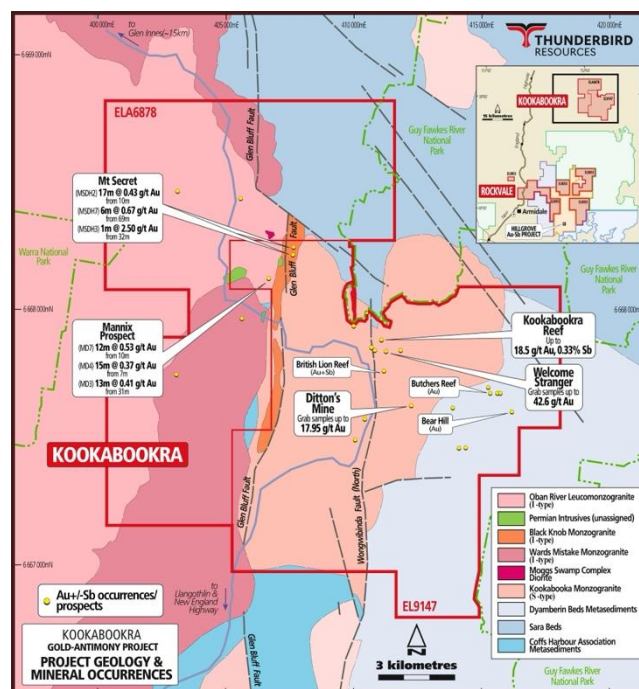 400 000mE
405 000mE
410 000mE
415 000mE
420 000mE
to
Glen Innes(~15km)
6 669 000mN
THUNDERBIRD
RESOURCES
ELA6878
Glen Bluff Fault
Guy Fawkes River
National
Park
KOOKABOOKRA
15 kilometres
ROCKVALE
Armidale
HILLGROVE
Au-Sb PROJECT
Mt Secret
(MSDH2) 17m @ 0.43 g/t Au
from 10m
(MSDH7) 6m @ 0.67 g/t Au
from 69m
(MSDH3) 1m @ 2.50 g/t Au
from 32m
Glen Bluff Fault
Warra National
Park
Guy Fawkes River
National Park
6 668 000mN
6 668 000mN
Mannix
Prospect
(MD7) 12m @ 0.53 g/t Au
from 10m
(MD4) 15m @ 0.37 g/t Au
from 7m
(MD3) 13m @ 0.41 g/t Au
from 31m
Kookabookra
Reef
Up to
18.5 g/t Au, 0.33% Sb
British Lion Reef
(Au+Sb)
Welcome
Stranger
Grab samples up to
42.6 g/t Au
Butchers Reef
(Au)
Ditton's
Mine
Grab samples up to
17.95 g/t Au
Bear Hill
(Au)
KOOKABOOKRA
Glen Bluff Fault
Wongwibinda Fault (North)
Oban River Leucomonzogranite
(I-type)
Permian Intrusives (unassigned)
Black Knob Monzogranite
(I-type)
Wards Mistake Monzogranite
(I-type)
Moggs Swamp Complex
Diorite
Kookabooka Monzogranite
(S-type)
Dyamberin Beds Metasediments
Sara Beds
Coffs Harbour Association
Metasediments
6 667 000mN
to
Llangothlin &
New England
Highway
EL9147
Au+/-Sb occurrences/
prospects
KOOKABOOKRA
GOLD-ANTIMONY PROJECT
PROJECT GEOLOGY &
MINERAL OCCURRENCES
N
3 kilometres
Guy Fawkes River
National Park